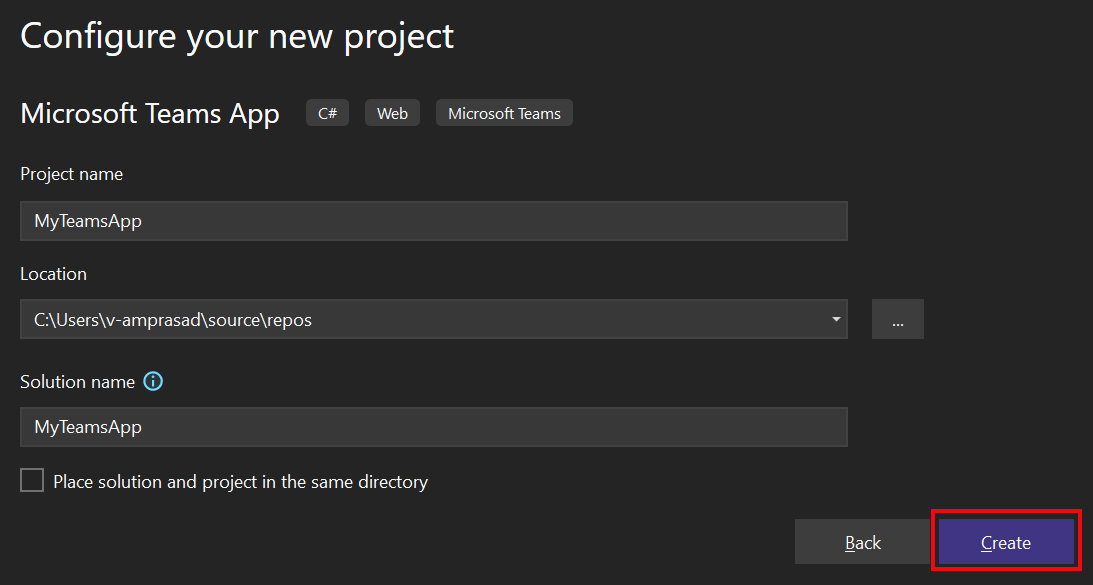 Configure your new project
Microsoft Teams App C# Web Microsoft Teams
Project name
MyTeamsApp
Location
C:\Users\v-amprasad\source\repos
...
Solution name
MyTeamsApp
Place solution and project in the same directory
Back Create